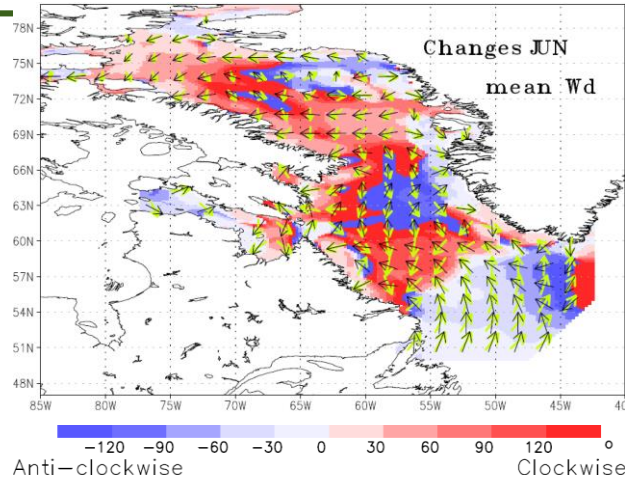 Changes JUN
mean Wd
78N
75N
72N
69N
66N
63N
60N
57N
54N
51N
48N
85W 80W 75W 70W 65W 60W 55W 50W 45W 40
−120 −90 −60 −30 0 30 60 90 120 o
Anti−clockwise Clockwise